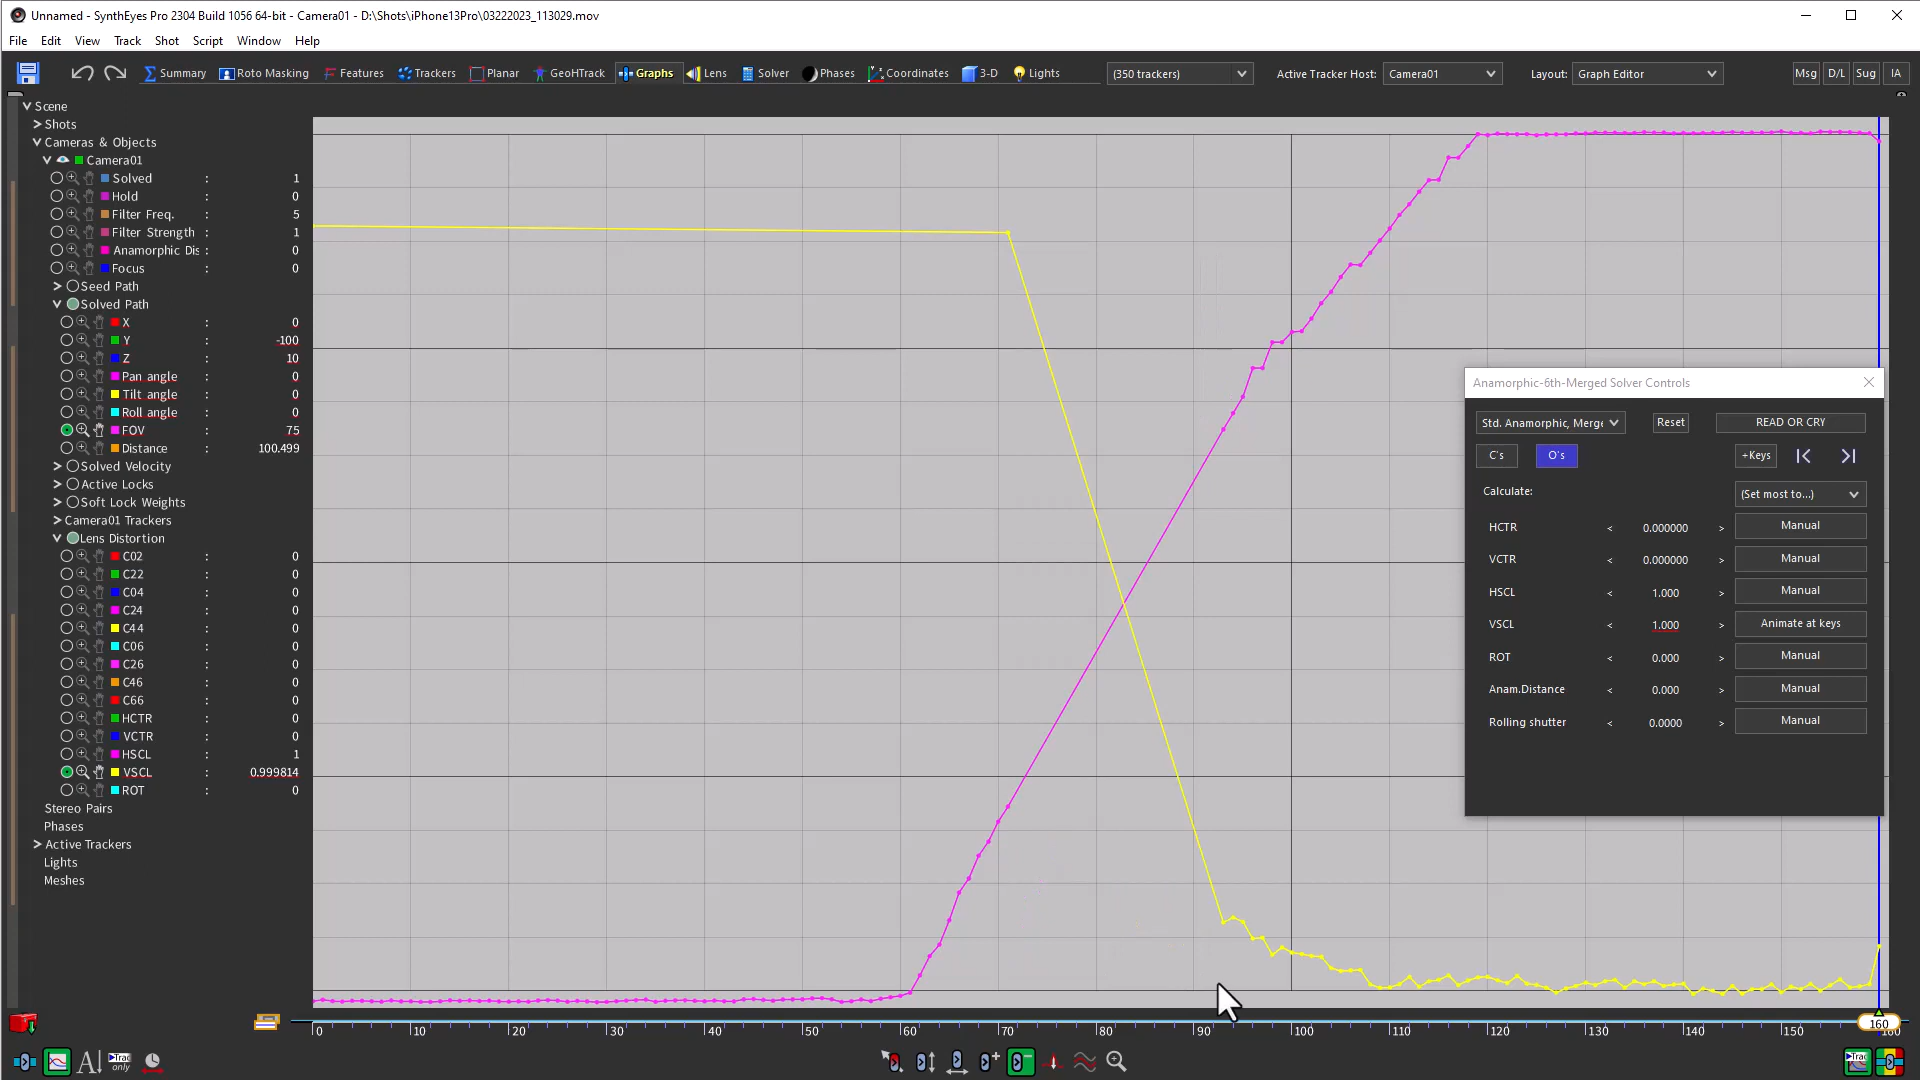 Unnamed - SynthEyes Pro 2304 Build 1056 64-bit - Camera01 - D:\Shots\iPhone13Pro\03222023_113029.mov
File Edit View Track Shot Script Window Help
Summary Roto Masking Features Trackers Planar GeoHTrack Graphs Lens Solver Phases Coordinates 3-D Lights (350 trackers) Active Tracker Host: Camera01 Layout: Graph Editor Msg D/L Sug IA
Scene
Shots
Cameras & Objects
Camera01
Solved : 1
Hold : 0
Filter Freq. : 5
Filter Strength : 1
Anamorphic Dis : 0
Focus : 0
Seed Path
Solved Path
X : 0
Y : -100
Z : 10
Pan angle : 0
Tilt angle : 0
Roll angle : 0
FOV : 75
Distance : 100.499
Solved Velocity
Active Locks
Soft Lock Weights
Camera01 Trackers
Lens Distortion
C02 : 0
C22 : 0
C04 : 0
C24 : 0
C44 : 0
C06 : 0
C26 : 0
C46 : 0
C66 : 0
HCTR : 0
VCTR : 0
HSCL : 1
VSCL : 0.999814
ROT : 0
Stereo Pairs
Phases
Active Trackers
Lights
Meshes
Anamorphic-6th-Merged Solver Controls
Std. Anamorphic, Merge Reset READ OR CRY
C's O's +Keys
Calculate: (Set most to...)
HCTR < 0.000000 > Manual
VCTR < 0.000000 > Manual
HSCL < 1.000 > Manual
VSCL < 1.000 > Animate at keys
ROT < 0.000 > Manual
Anam.Distance < 0.000 > Manual
Rolling shutter < 0.0000 > Manual
0 10 20 30 40 50 60 70 80 90 100 110 120 130 140 150 160
A Trac only
Trac